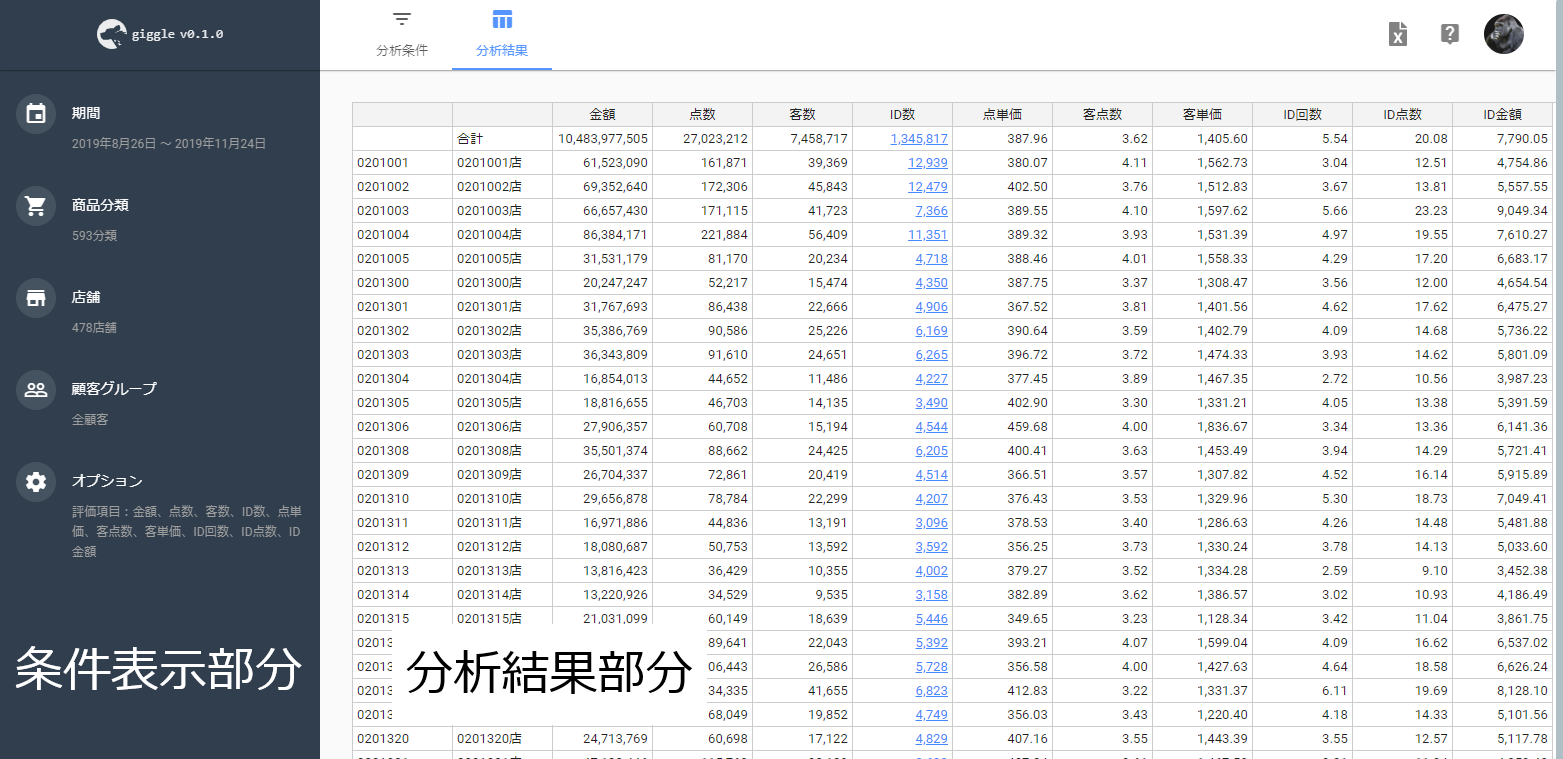 giggle v0.1.0
期間
2019年8月26日 ～ 2019年11月24日
商品分類
593分類
店舗
478店舗
顧客グループ
全顧客
オプション
評価項目：金額、点数、客数、ID数、点単
価、客点数、客単価、ID回数、ID点数、ID
金額
条件表示部分
分析条件 分析結果
金額 点数 客数 ID数 点単価 客点数 客単価 ID回数 ID点数 ID金額
合計 10,483,977,505 27,023,212 7,458,717 1,345,817 387.96 3.62 1,405.60 5.54 20.08 7,790.05
0201001 0201001店 61,523,090 161,871 39,369 12,939 380.07 4.11 1,562.73 3.04 12.51 4,754.86
0201002 0201002店 69,352,640 172,306 45,843 12,479 402.50 3.76 1,512.83 3.67 13.81 5,557.55
0201003 0201003店 66,657,430 171,115 41,723 7,366 389.55 4.10 1,597.62 5.66 23.23 9,049.34
0201004 0201004店 86,384,171 221,884 56,409 11,351 389.32 3.93 1,531.39 4.97 19.55 7,610.27
0201005 0201005店 31,531,179 81,170 20,234 4,718 388.46 4.01 1,558.33 4.29 17.20 6,683.17
0201300 0201300店 20,247,247 52,217 15,474 4,350 387.75 3.37 1,308.47 3.56 12.00 4,654.54
0201301 0201301店 31,767,693 86,438 22,666 4,906 367.52 3.81 1,401.56 4.62 17.62 6,475.27
0201302 0201302店 35,386,769 90,586 25,226 6,169 390.64 3.59 1,402.79 4.09 14.68 5,736.22
0201303 0201303店 36,343,809 91,610 24,651 6,265 396.72 3.72 1,474.33 3.93 14.62 5,801.09
0201304 0201304店 16,854,013 44,652 11,486 4,227 377.45 3.89 1,467.35 2.72 10.56 3,987.23
0201305 0201305店 18,816,655 46,703 14,135 3,490 402.90 3.30 1,331.21 4.05 13.38 5,391.59
0201306 0201306店 27,906,357 60,708 15,194 4,544 459.68 4.00 1,836.67 3.34 13.36 6,141.36
0201308 0201308店 35,501,374 88,662 24,425 6,205 400.41 3.63 1,453.49 3.94 14.29 5,721.41
0201309 0201309店 26,704,337 72,861 20,419 4,514 366.51 3.57 1,307.82 4.52 16.14 5,915.89
0201310 0201310店 29,656,878 78,784 22,299 4,207 376.43 3.53 1,329.96 5.30 18.73 7,049.41
0201311 0201311店 16,971,886 44,836 13,191 3,096 378.53 3.40 1,286.63 4.26 14.48 5,481.88
0201312 0201312店 18,080,687 50,753 13,592 3,592 356.25 3.73 1,330.24 3.78 14.13 5,033.60
0201313 0201313店 13,816,423 36,429 10,355 4,002 379.27 3.52 1,334.28 2.59 9.10 3,452.38
0201314 0201314店 13,220,926 34,529 9,535 3,158 382.89 3.62 1,386.57 3.02 10.93 4,186.49
0201315 0201315店 21,031,099 60,149 18,639 5,446 349.65 3.23 1,128.34 3.42 11.04 3,861.75
02013 89,641 22,043 5,392 393.21 4.07 1,599.04 4.09 16.62 6,537.02
02013 06,443 26,586 5,728 356.58 4.00 1,427.63 4.64 18.58 6,626.24
02013 34,335 41,655 6,823 412.83 3.22 1,331.37 6.11 19.69 8,128.10
02013 68,049 19,852 4,749 356.03 3.43 1,220.40 4.18 14.33 5,101.56
0201320 0201320店 24,713,769 60,698 17,122 4,829 407.16 3.55 1,443.39 3.55 12.57 5,117.78
分析結果部分